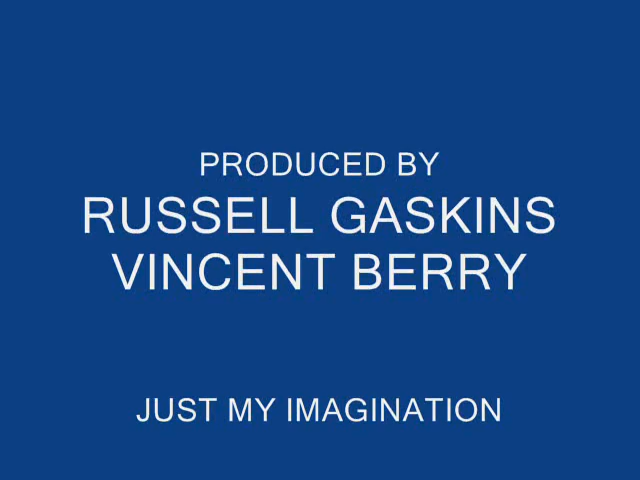 PRODUCED BY
RUSSELL GASKINS
VINCENT BERRY
JUST MY IMAGINATION